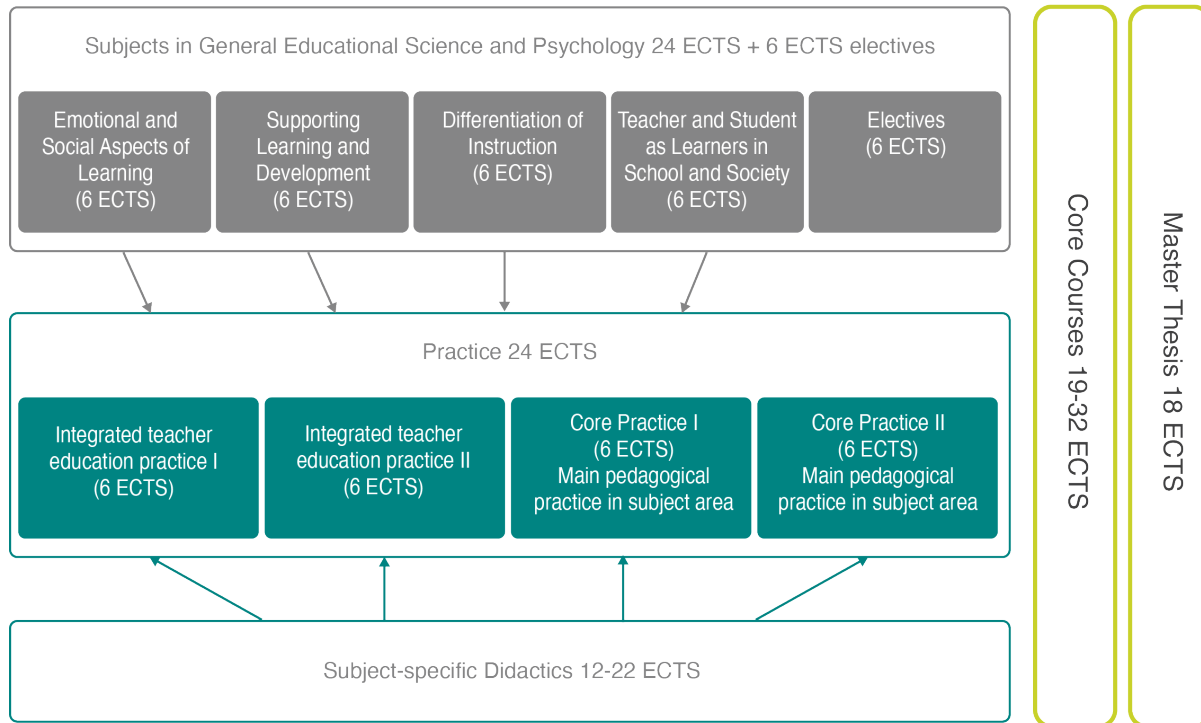 Subjects in General Educational Science and Psychology 24 ECTS + 6 ECTS electives
Emotional and
Social Aspects of
Learning
(6 ECTS)
Supporting
Learning and
Development
(6 ECTS)
Differentiation of
Instruction
(6 ECTS)
Teacher and Student
as Learners in
School and Society
(6 ECTS)
Electives
(6 ECTS)
Practice 24 ECTS
Integrated teacher
education practice I
(6 ECTS)
Integrated teacher
education practice II
(6 ECTS)
Core Practice I
(6 ECTS)
Main pedagogical
practice in subject area
Core Practice II
(6 ECTS)
Main pedagogical
practice in subject area
Subject-specific Didactics 12-22 ECTS
Core Courses 19-32 ECTS
Master Thesis 18 ECTS